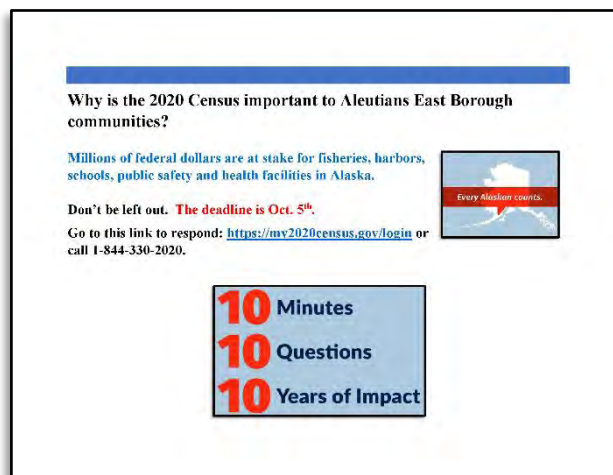 Why is the 2020 Census important to Aleutians East Borough
communities?
Millions of federal dollars are at stake for fisheries, harbors,
schools, public safety and health facilities in Alaska.
Every Alaskan counts.
Don't be left out. The deadline is Oct. 5th.
Go to this link to respond: https://my2020census.gov/login or
call 1-844-330-2020.
10 Minutes
10 Questions
10 Years of Impact